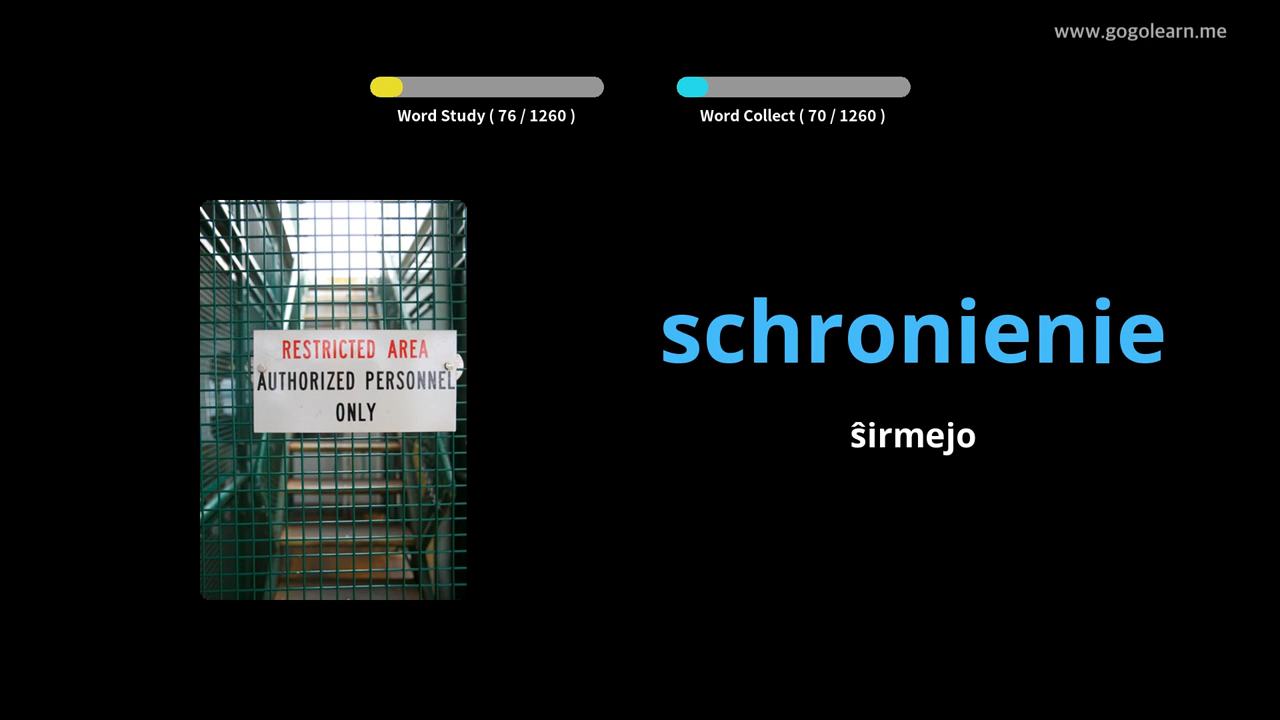 www.gogolearn.me
Word Study ( 76 / 1260 )
Word Collect ( 70 / 1260 )
RESTRICTED AREA
AUTHORIZED PERSONNEL
ONLY
schronienie
ŝirmejo